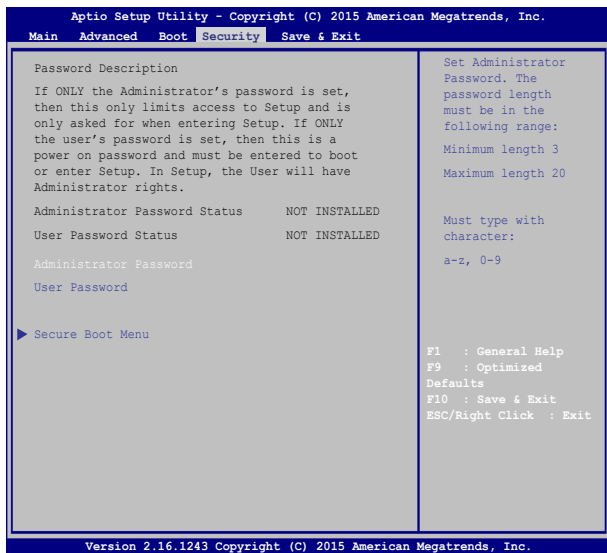 Aptio Setup Utility - Copyright (C) 2015 American Megatrends, Inc.
Main Advanced Boot Security Save & Exit
Password Description
If ONLY the Administrator's password is set,
then this only limits access to Setup and is
only asked for when entering Setup. If ONLY
the user's password is set, then this is a
power on password and must be entered to boot
or enter Setup. In Setup, the User will have
Administrator rights.
Administrator Password Status NOT INSTALLED
User Password Status NOT INSTALLED
Administrator Password
User Password
Secure Boot Menu
Set Administrator
Password. The
password length
must be in the
following range:
Minimum length 3
Maximum length 20
Must type with
character:
a-z, 0-9
F1 : General Help
F9 : Optimized
Defaults
F10 : Save & Exit
ESC/Right Click : Exit
Version 2.16.1243 Copyright (C) 2015 American Megatrends, Inc.